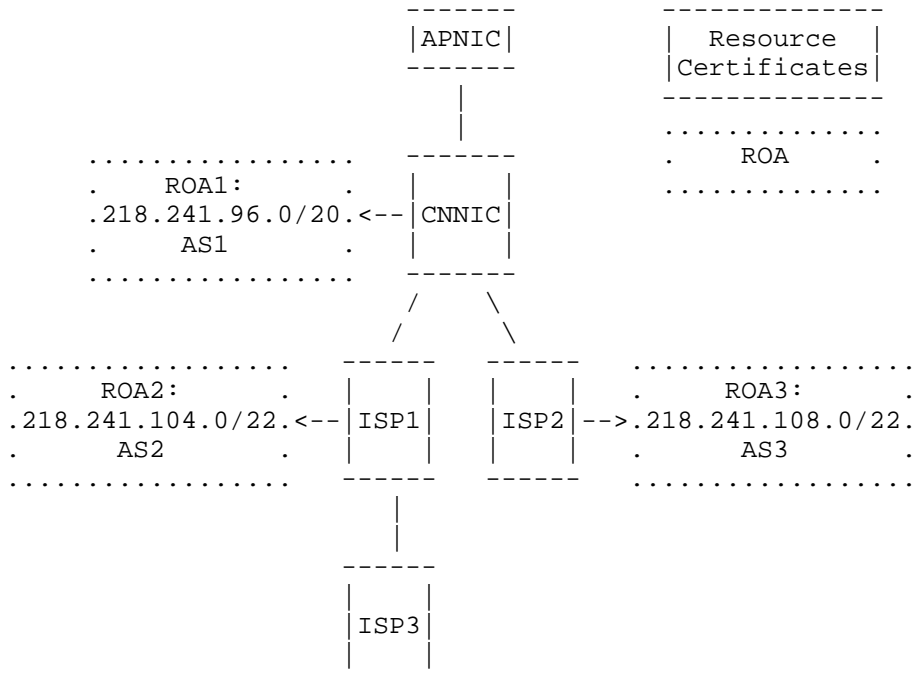 APNIC
Resource
Certificates
ROA
ROA1:
218.241.96.0/20
CNNIC
AS1
ROA2:
ROA3:
218.241.104.0/22
ISP1
ISP2
218.241.108.0/22
AS2
AS3
ISP3